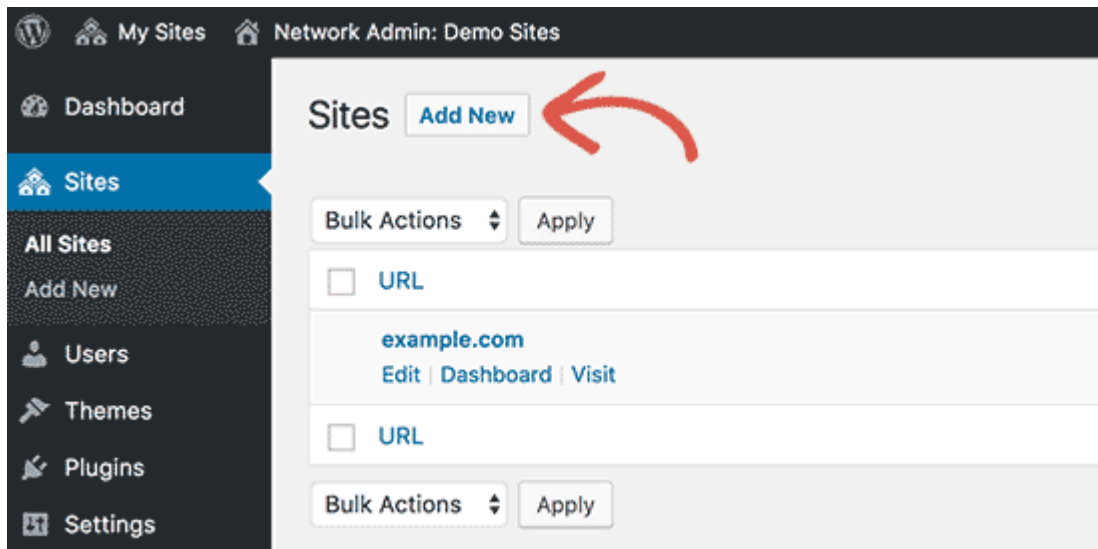 My Sites Network Admin: Demo Sites
Dashboard
Sites
All Sites
Add New
Users
Themes
Plugins
Settings
Sites Add New
Bulk Actions Apply
URL
example.com
Edit | Dashboard | Visit
URL
Bulk Actions Apply